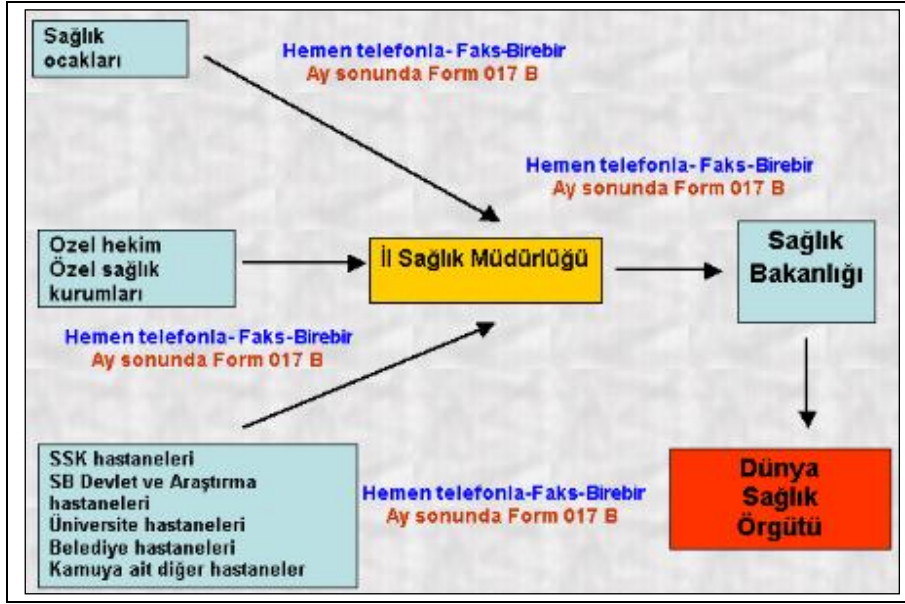 Sağlık
ocakları
Hemen telefonla- Faks-Birebir
Ay sonunda Form 017 B
Hemen telefonla- Faks-Birebir
Ay sonunda Form 017 B
Özel hekim
Özel sağlık
kurumları
İl Sağlık Müdürlüğü
Sağlık
Bakanlığı
Hemen telefonla- Faks-Birebir
Ay sonunda Form 017 B
SSK hastaneleri
SB Devlet ve Araştırma
hastaneleri
Üniversite hastaneleri
Belediye hastaneleri
Kamuya ait diğer hastaneler
Hemen telefonla-Faks-Birebir
Ay sonunda Form 017 B
Dünya
Sağlık
Örgütü